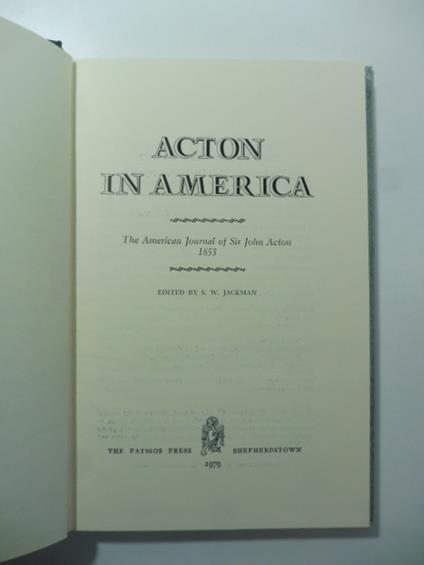 ACTON
IN AMERICA
The American Journal of Sir John Acton
1853
EDITED BY S. W. JACKMAN
THE PATMOS PRESS SHEPHERDSTOWN
1979